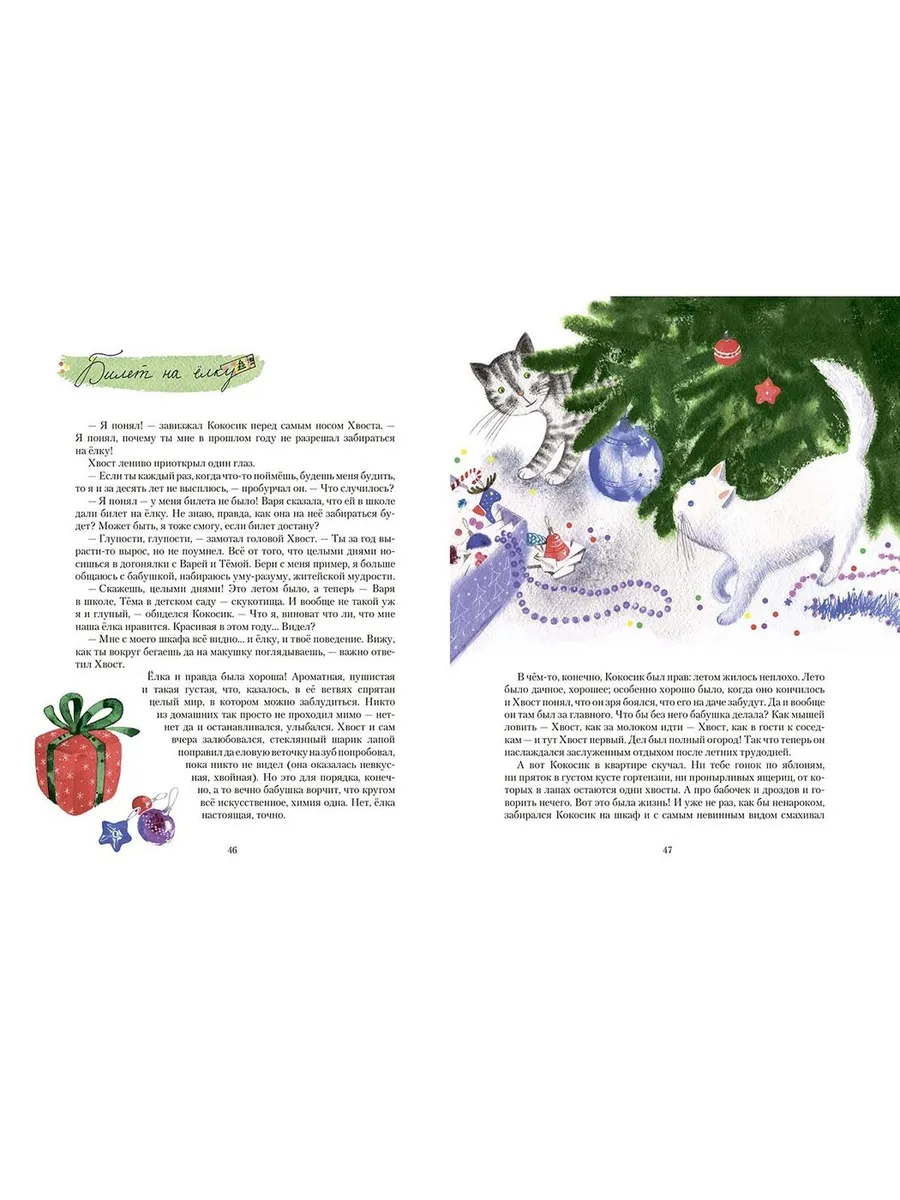 Билет на ёлку
— Я понял! — завизжал Кокосик перед самым носом Хвоста. —
Я понял, почему ты мне в прошлом году не разрешал забираться
на ёлку!
Хвост лениво приоткрыл один глаз.
— Если ты каждый раз, когда что-то поймёшь, будешь меня будить,
то я и за десять лет не высплюсь, — пробурчал он. — Что случилось?
— Я понял — у меня билета не было! Варя сказала, что ей в школе
дали билет на ёлку. Не знаю, правда, как она на неё забираться бу-
дет? Может быть, я тоже смогу, если билет достану?
— Глупости, глупости, — замотал головой Хвост. — Ты за год вы-
расти-то вырос, но не поумнел. Всё от того, что целыми днями но-
сишься в догонялки с Варей и Тёмой. Бери с меня пример, я больше
общаюсь с бабушкой, набираюсь уму-разуму, житейской мудрости.
— Скажешь, целыми днями! Это летом было, а теперь — Варя
в школе, Тёма в детском саду — скукотища. И вообще не такой уж
я и глупый, — обиделся Кокосик. — Что я, виноват что ли, что мне
наша ёлка нравится. Красивая в этом году... Видел?
— Мне с моего шкафа всё видно... и ёлку, и твоё поведение. Вижу,
как ты вокруг бегаешь да на макушку поглядываешь, — важно отве-
тил Хвост.
Ёлка и правда была хороша! Ароматная, пушистая
и такая густая, что, казалось, в её ветвях спрятан
целый мир, в котором можно заблудиться. Никто
из домашних так просто не проходил мимо — нет-
нет да и останавливался, улыбался. Хвост и сам
вчера залюбовался, стеклянный шарик лапой
поправил да еловую веточку на зуб попробовал,
пока никто не видел (она оказалась невкус-
ная, хвойная). Но это для порядка, конеч-
но, а то вечно бабушка ворчит, что кругом
всё искусственное, химия одна. Нет, ёлка
настоящая, точно.
46
В чём-то, конечно, Кокосик был прав: летом жилось неплохо. Лето
было дачное, хорошее; особенно хорошо было, когда оно кончилось
и Хвост понял, что он зря боялся, что его на даче забудут. Да и вообще
он там был за главного. Что бы без него бабушка делала? Как мышей
ловить — Хвост, как за молоком идти — Хвост, как в гости к сосед-
кам — и тут Хвост первый. Дел был полный огород! Так что теперь он
наслаждался заслуженным отдыхом после летних трудодней.
А вот Кокосик в квартире скучал. Ни тебе гонок по яблоням,
ни пряток в густом кусте гортензии, ни пронырливых ящериц, от ко-
торых в лапах остаются одни хвосты. А про бабочек и дроздов и го-
ворить нечего. Вот это была жизнь! И уже не раз, как бы ненароком,
забирался Кокосик на шкаф и с самым невинным видом смахивал
47